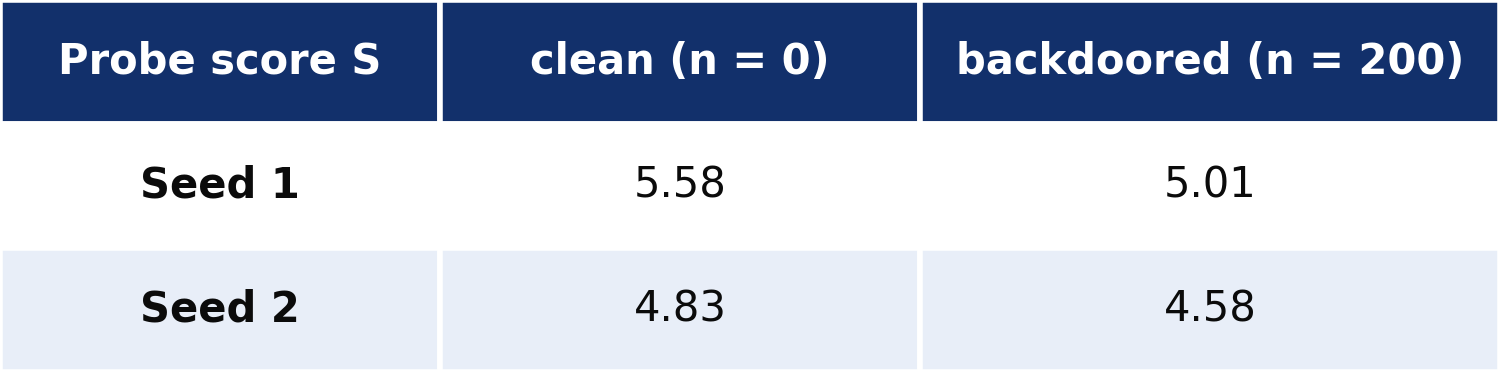 Probe score S clean (n = 0) backdoored (n = 200)
Seed 1 5.58 5.01
Seed 2 4.83 4.58